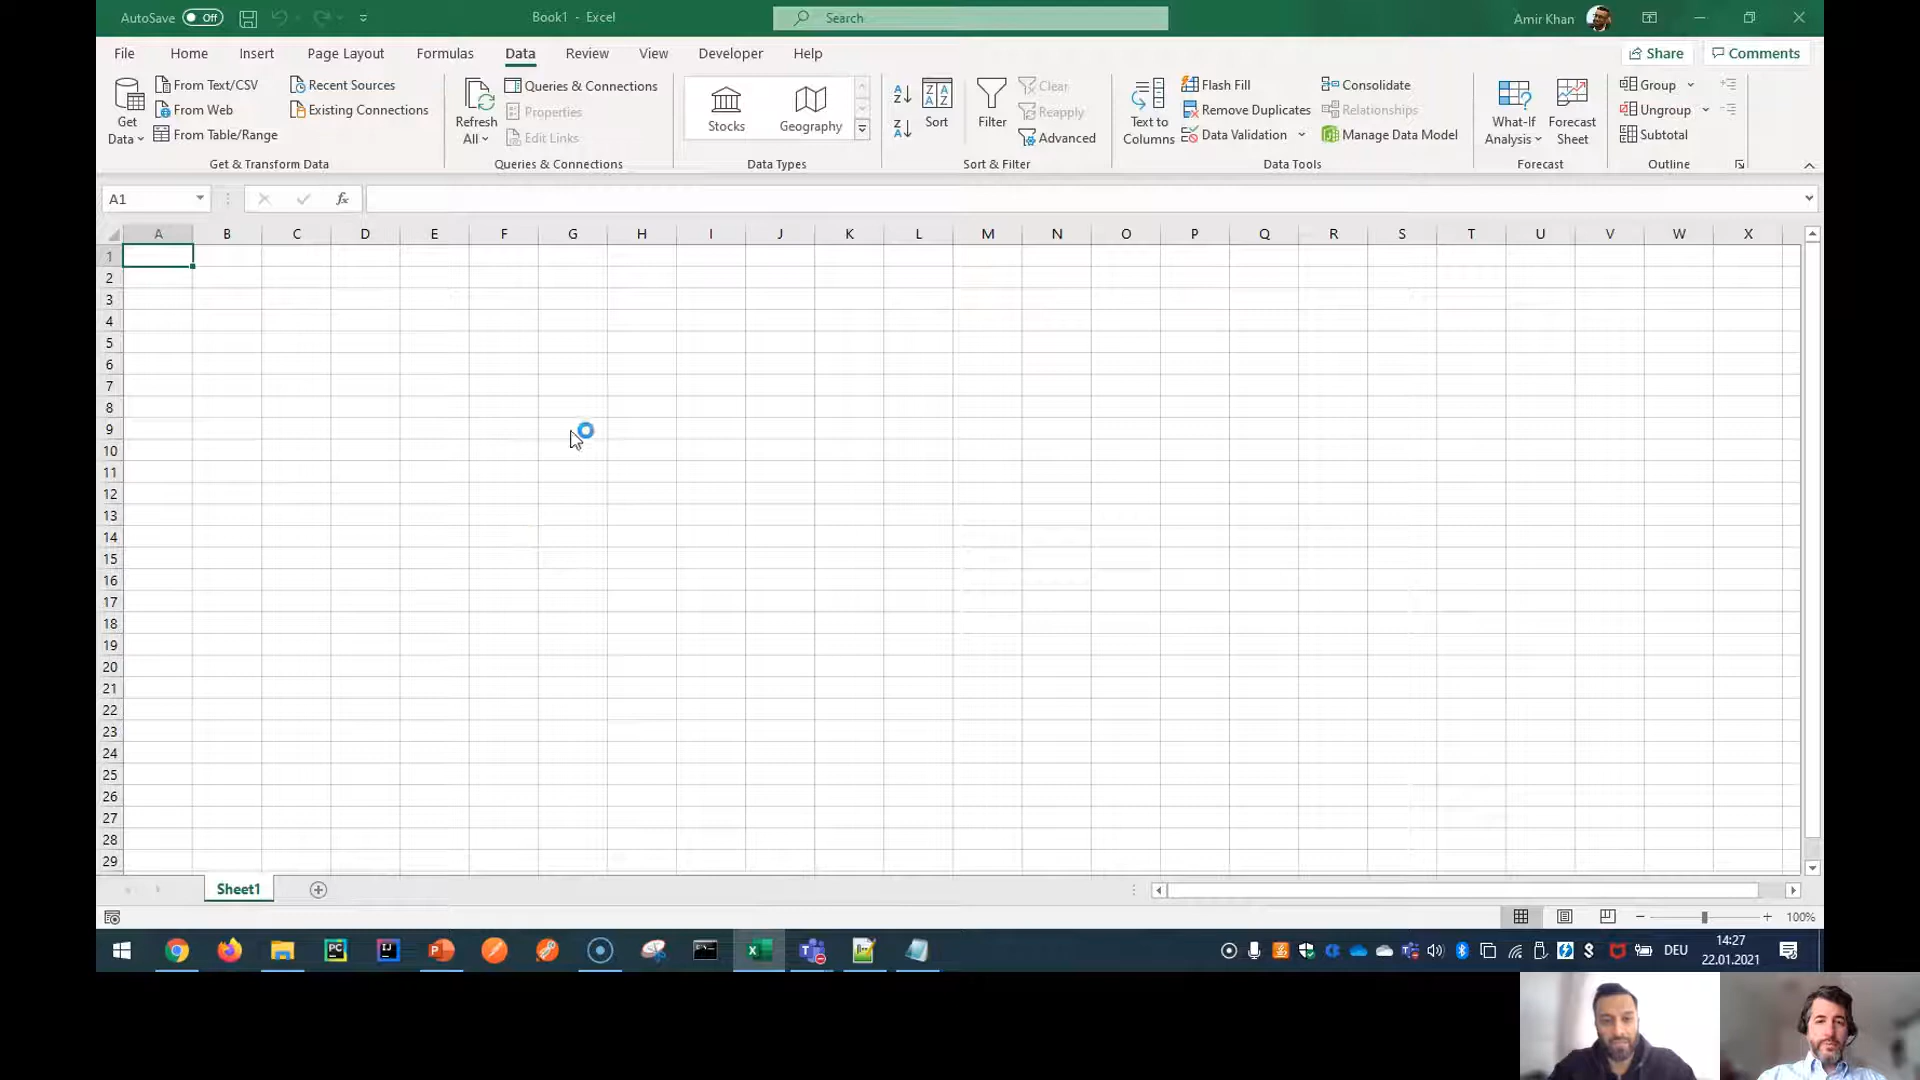 AutoSave Off Book1 - Excel Search Amir Khan
File Home Insert Page Layout Formulas Data Review View Developer Help Share Comments
Get Data
From Text/CSV
From Web
From Table/Range
Recent Sources
Existing Connections
Get & Transform Data
Refresh All
Queries & Connections
Properties
Edit Links
Queries & Connections
Stocks
Geography
Data Types
A Z
Z A
Z A A Z
Sort
Filter
Clear
Reapply
Advanced
Sort & Filter
Text to Columns
Flash Fill
Remove Duplicates
Data Validation
Consolidate
Relationships
Manage Data Model
Data Tools
What-If Analysis
Forecast Sheet
Forecast
Group
Ungroup
Subtotal
Outline
A1 fx
A B C D E F G H I J K L M N O P Q R S T U V W X
1
2
3
4
5
6
7
8
9
10
11
12
13
14
15
16
17
18
19
20
21
22
23
24
25
26
27
28
29
Sheet1
100%
PC IJ P X T DEU 14:27
22.01.2021